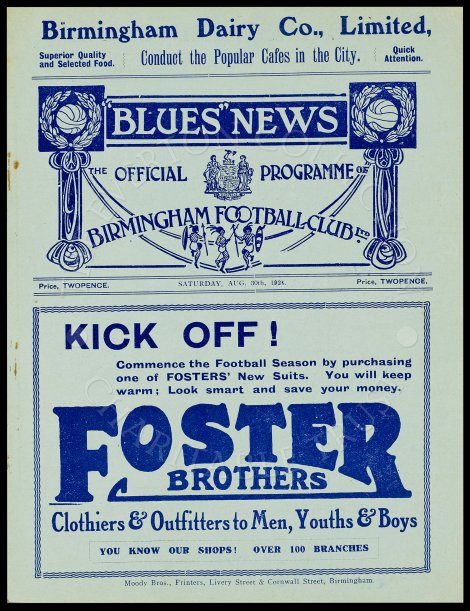 Birmingham Dairy Co., Limited,
Superior Quality and Selected Food.
Conduct the Popular Cafes in the City.
Quick Attention.
"BLUES" NEWS
THE OFFICIAL PROGRAMME OF
BIRMINGHAM FOOTBALL CLUB LTD
Price, TWOPENCE.
SATURDAY, AUG. 30th, 1924.
Price, TWOPENCE.
KICK OFF!
Commence the Football Season by purchasing
one of FOSTERS' New Suits. You will keep
warm; Look smart and save your money.
FOSTER
BROTHERS
Clothiers & Outfitters to Men, Youths & Boys
YOU KNOW OUR SHOPS! OVER 100 BRANCHES
Moody Bros., Printers, Livery Street & Cornwall Street, Birmingham.